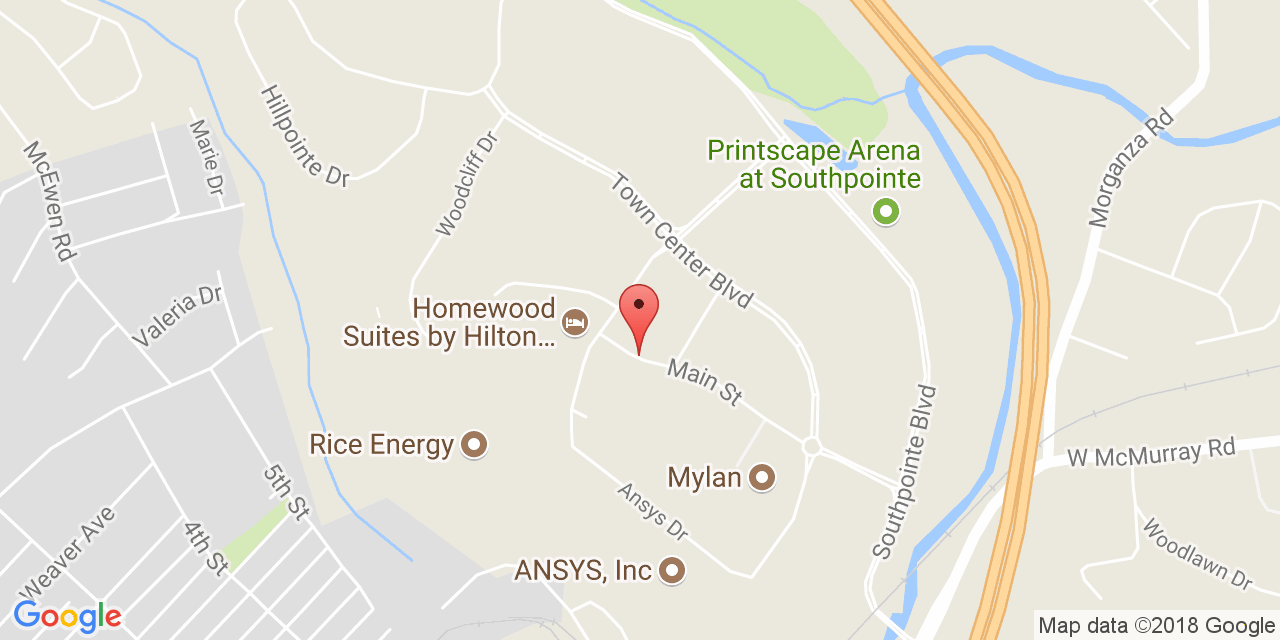 Hillpointe Dr
Marie Dr
McEwen Rd
Woodcliff Dr
Morganza Rd
Printscape Arena
at Southpointe
Town Center Blvd
Valeria Dr
Homewood
Suites by Hilton...
Main St
Rice Energy
Mylan
Southpointe Blvd
W McMurray Rd
5th St
4th St
Weaver Ave
Ansys Dr
Woodlawn Dr
ANSYS, Inc
Google
Map data ©2018 Google